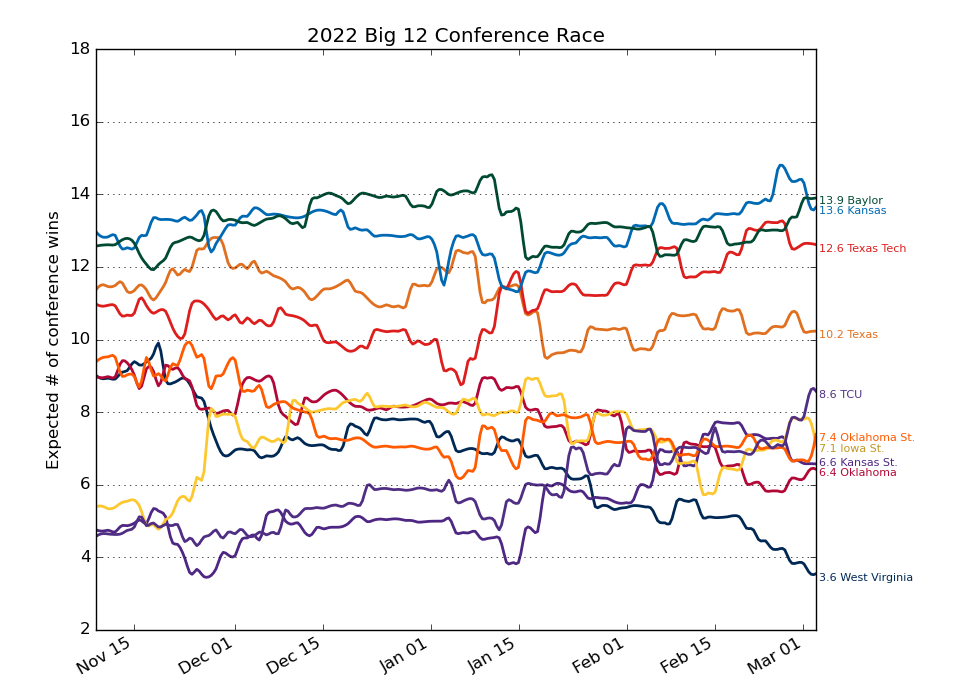 2022 Big 12 Conference Race
Expected # of conference wins
18
16
14
12
10
8
6
4
2
Nov 15
Dec 01
Dec 15
Jan 01
Jan 15
Feb 01
Feb 15
Mar 01
13.9 Baylor
13.6 Kansas
12.6 Texas Tech
10.2 Texas
8.6 TCU
7.4 Oklahoma St.
7.1 Iowa St.
6.6 Kansas St.
6.4 Oklahoma
3.6 West Virginia